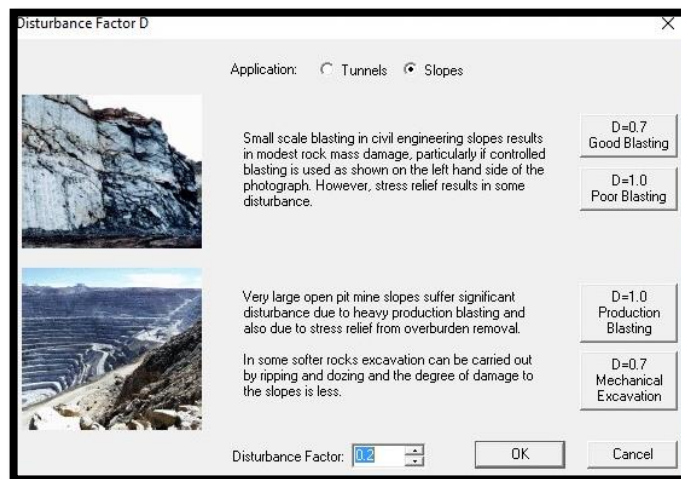 Disturbance Factor D
Application: Tunnels Slopes
Small scale blasting in civil engineering slopes results
in modest rock mass damage, particularly if controlled
blasting is used as shown on the left hand side of the
photograph. However, stress relief results in some
disturbance.
D=0.7
Good Blasting
D=1.0
Poor Blasting
Very large open pit mine slopes suffer significant
disturbance due to heavy production blasting and
also due to stress relief from overburden removal.
In some softer rocks excavation can be carried out
by ripping and dozing and the degree of damage to
the slopes is less.
D=1.0
Production
Blasting
D=0.7
Mechanical
Excavation
Disturbance Factor: 0.2
OK
Cancel